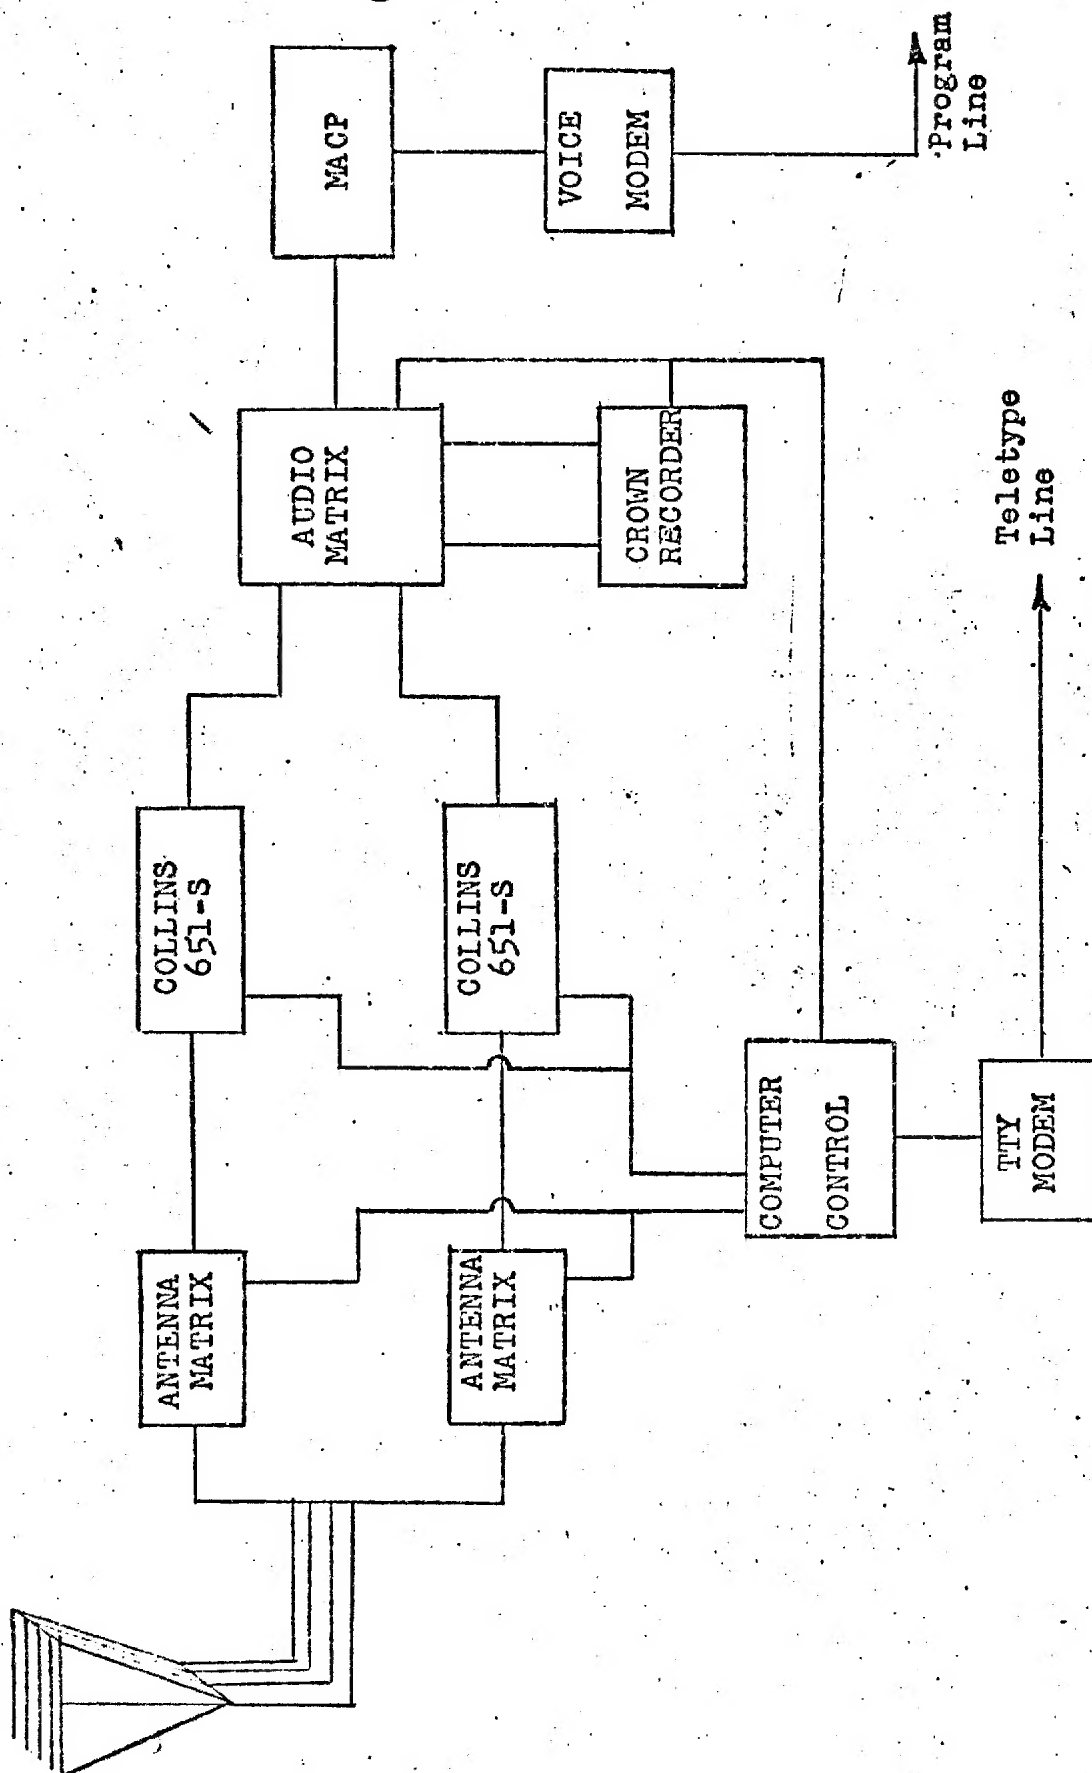 ANTENNA
MATRIX
COLLINS
651-S
AUDIO
MATRIX
MACP
ANTENNA
MATRIX
COLLINS
651-S
CROWN
RECORDER
VOICE
MODEM
COMPUTER
CONTROL
Program
Line
TTY
MODEM
Teletype
Line